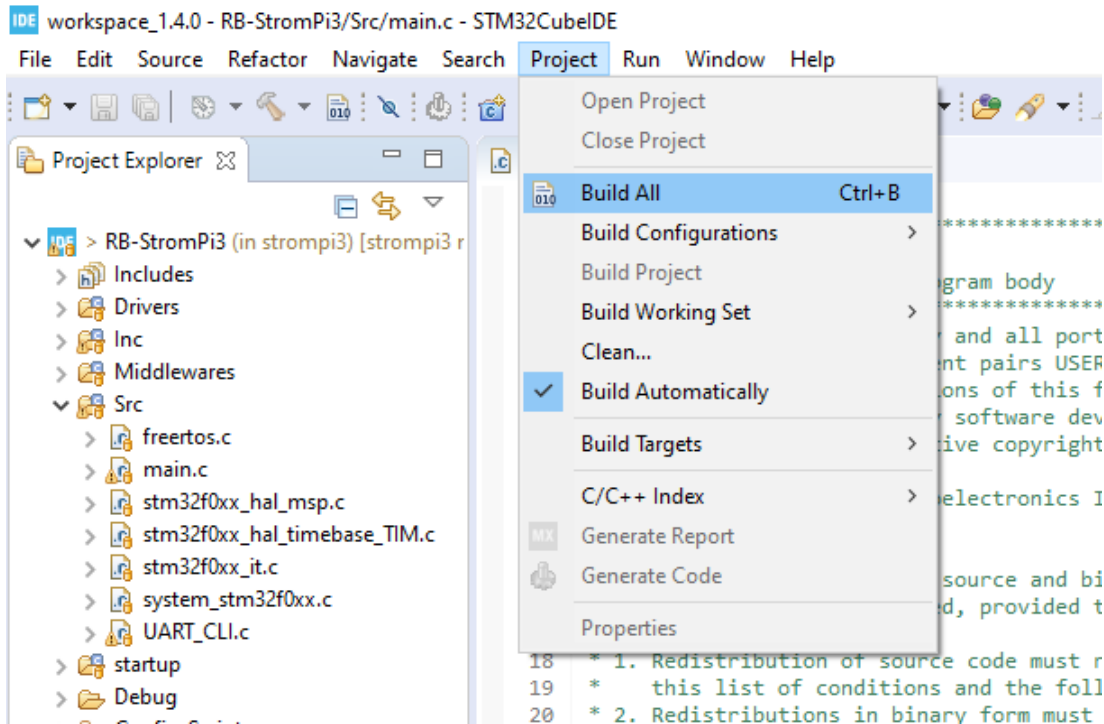 IDE workspace_1.4.0 - RB-StromPi3/Src/main.c - STM32CubeIDE
File Edit Source Refactor Navigate Search Project Run Window Help
Project Explorer
> RB-StromPi3 (in strompi3) [strompi3 r
Includes
Drivers
Inc
Middlewares
Src
freertos.c
main.c
stm32f0xx_hal_msp.c
stm32f0xx_hal_timebase_TIM.c
stm32f0xx_it.c
system_stm32f0xx.c
UART_CLI.c
startup
Debug
Open Project
Close Project
010 Build All Ctrl+B
Build Configurations >
Build Project
Build Working Set >
Clean...
Build Automatically
Build Targets >
C/C++ Index >
MX Generate Report
Generate Code
Properties
**************
gram body
**************
and all port
nt pairs USER
ons of this f
software dev
ive copyright
electronics I
source and bi
d, provided t
18 * 1. Redistribution of source code must r
19 * this list of conditions and the foll
20 * 2. Redistributions in binary form must